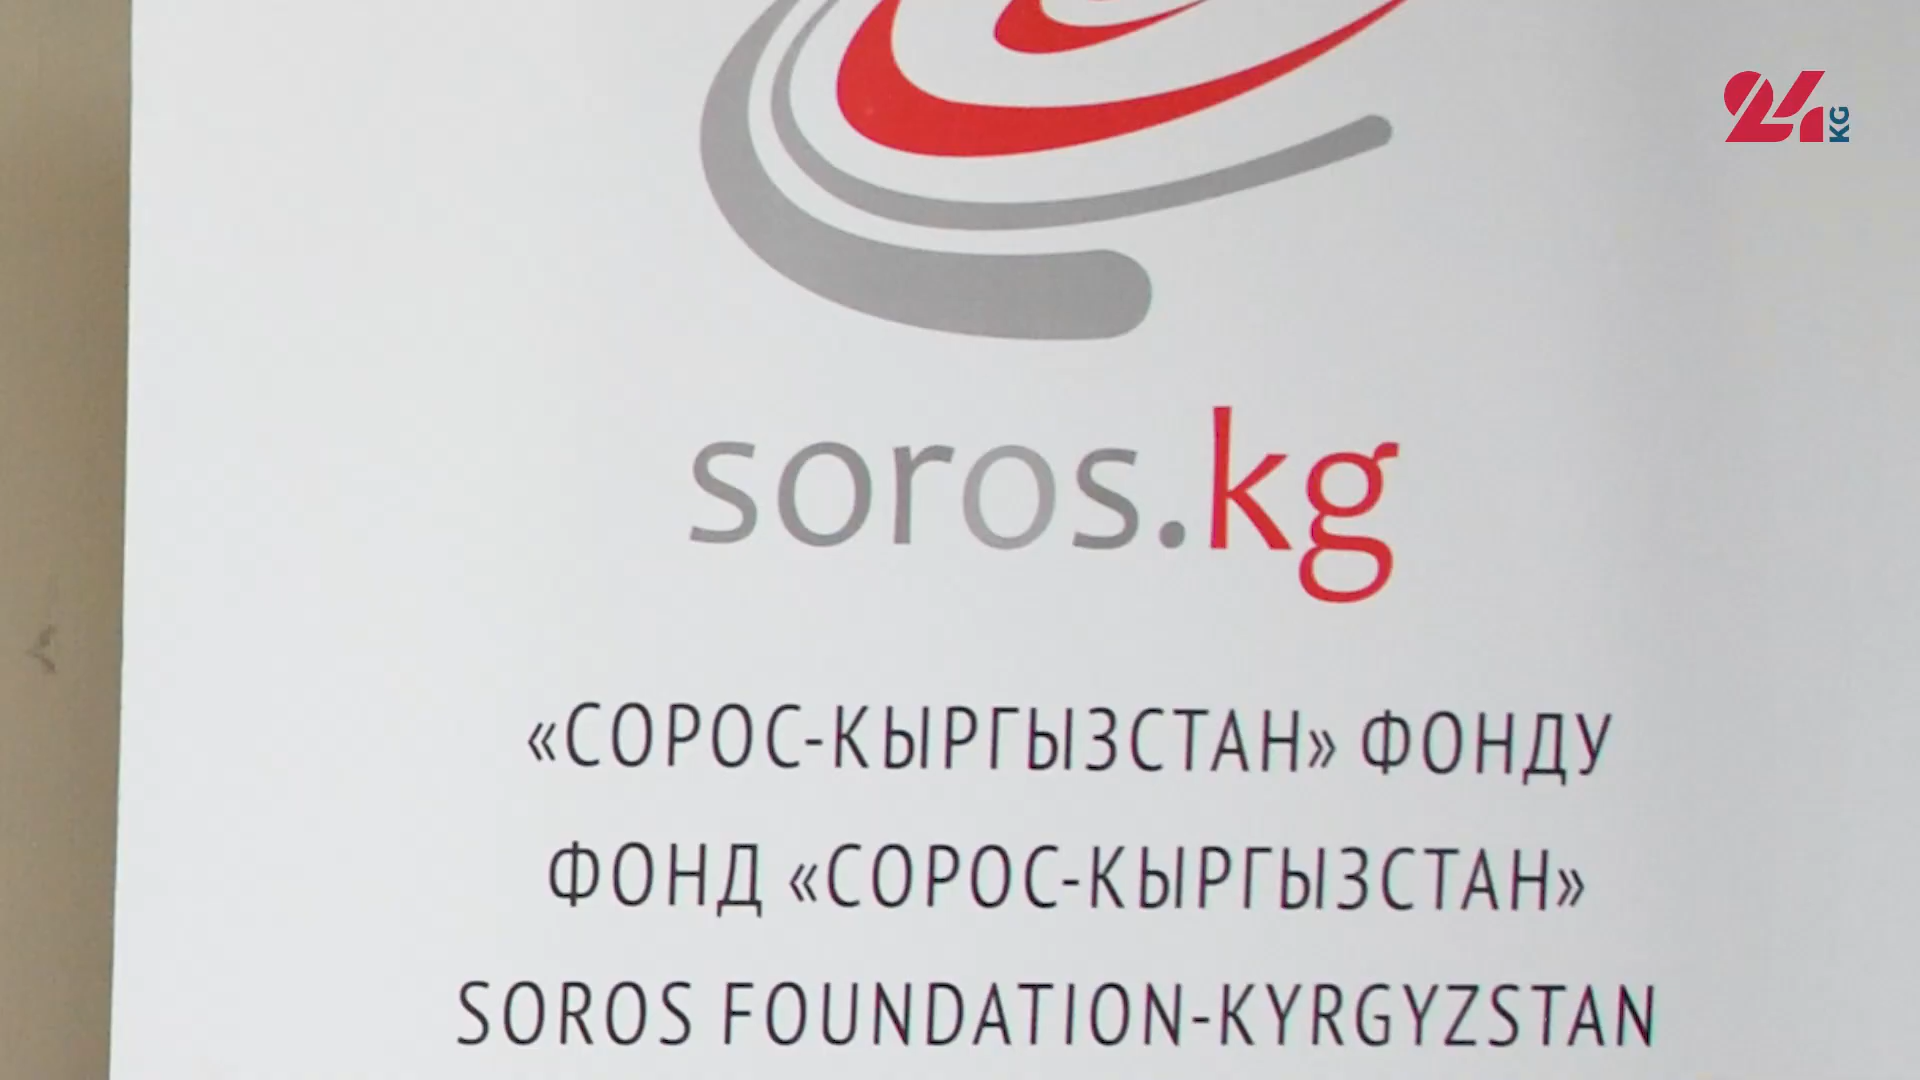 24 KG
soros.kg
«СОРОС-КЫРГЫЗСТАН» ФОНДУ
ФОНД «СОРОС-КЫРГЫЗСТАН»
SOROS FOUNDATION-KYRGYZSTAN